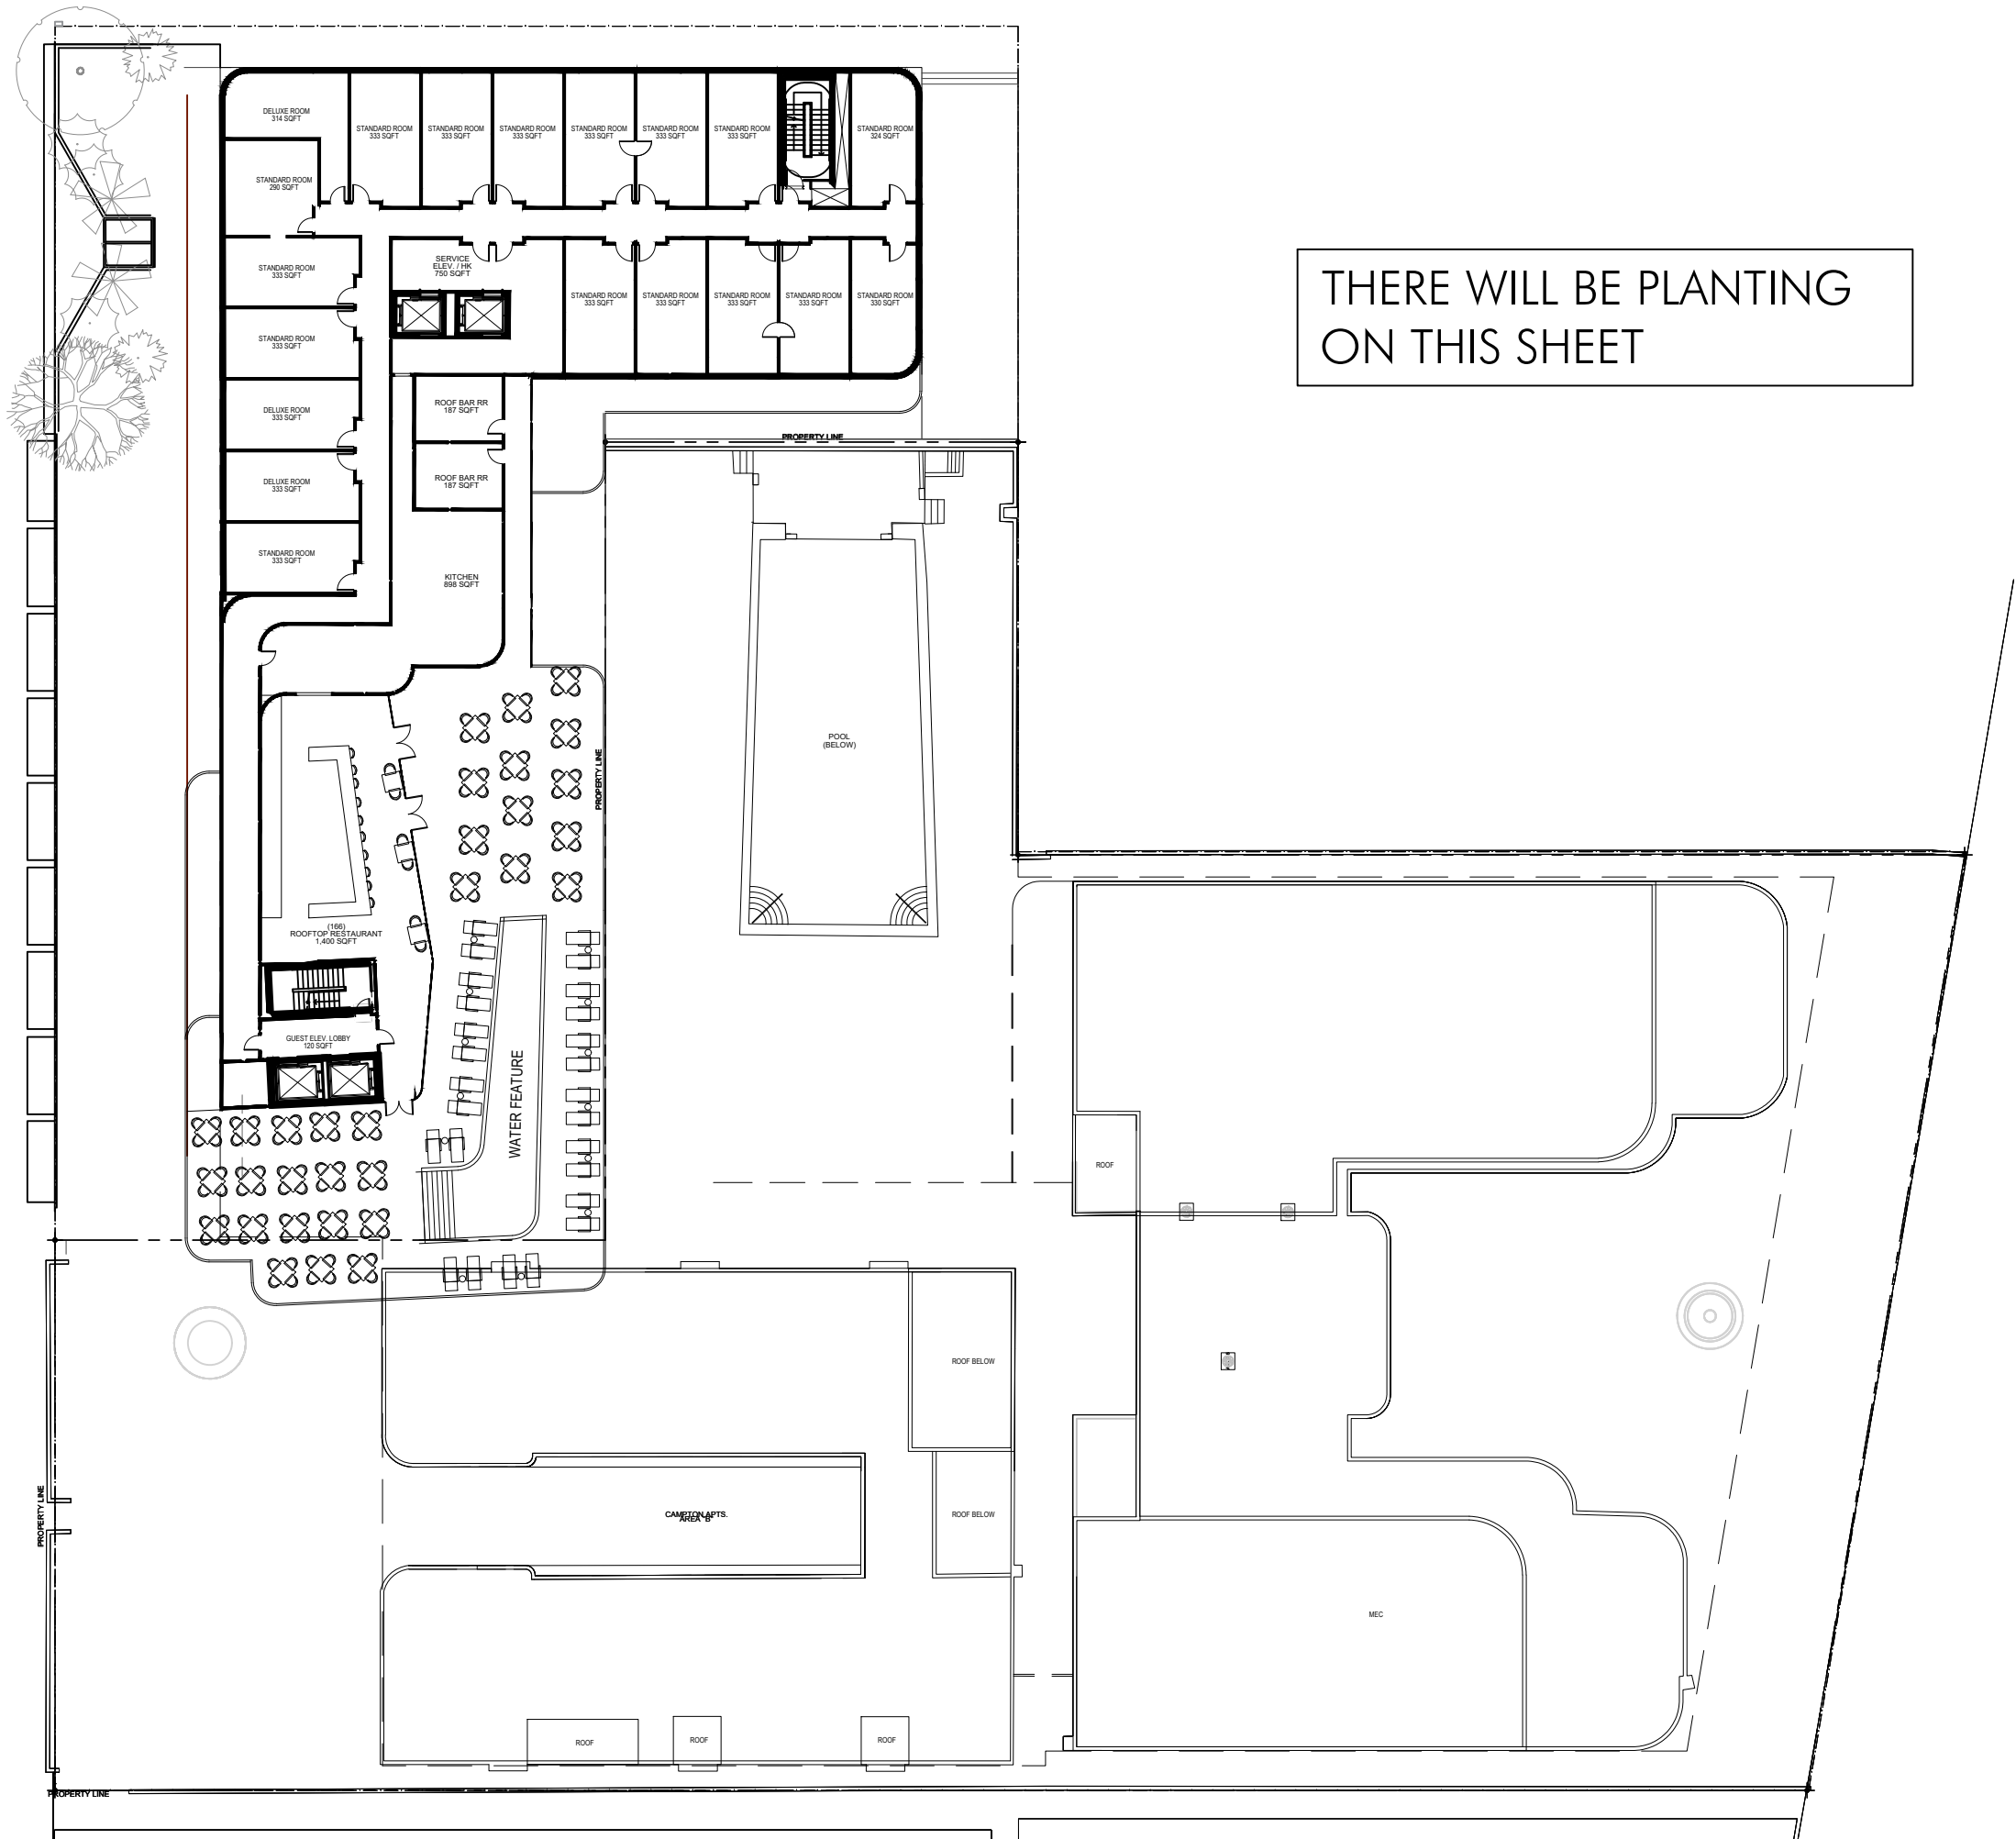 DELUXE ROOM
314 SQFT
STANDARD ROOM
333 SQFT
STANDARD ROOM
333 SQFT
STANDARD ROOM
333 SQFT
STANDARD ROOM
333 SQFT
STANDARD ROOM
333 SQFT
STANDARD ROOM
333 SQFT
STANDARD ROOM
324 SQFT
STANDARD ROOM
290 SQFT
STANDARD ROOM
333 SQFT
SERVICE
ELEV. / HK
750 SQFT
STANDARD ROOM
333 SQFT
STANDARD ROOM
333 SQFT
STANDARD ROOM
333 SQFT
STANDARD ROOM
333 SQFT
STANDARD ROOM
330 SQFT
THERE WILL BE PLANTING
ON THIS SHEET
STANDARD ROOM
333 SQFT
DELUXE ROOM
333 SQFT
ROOF BAR RR
187 SQFT
PROPERTY LINE
DELUXE ROOM
333 SQFT
ROOF BAR RR
187 SQFT
STANDARD ROOM
333 SQFT
KITCHEN
898 SQFT
POOL
(BELOW)
PROPERTY LINE
(166)
ROOFTOP RESTAURANT
1,400 SQFT
GUEST ELEV. LOBBY
120 SQFT
WATER FEATURE
ROOF
ROOF BELOW
PROPERTY LINE
CAMPTON APTS.
AREA "B"
ROOF BELOW
MEC
ROOF
ROOF
ROOF
PROPERTY LINE